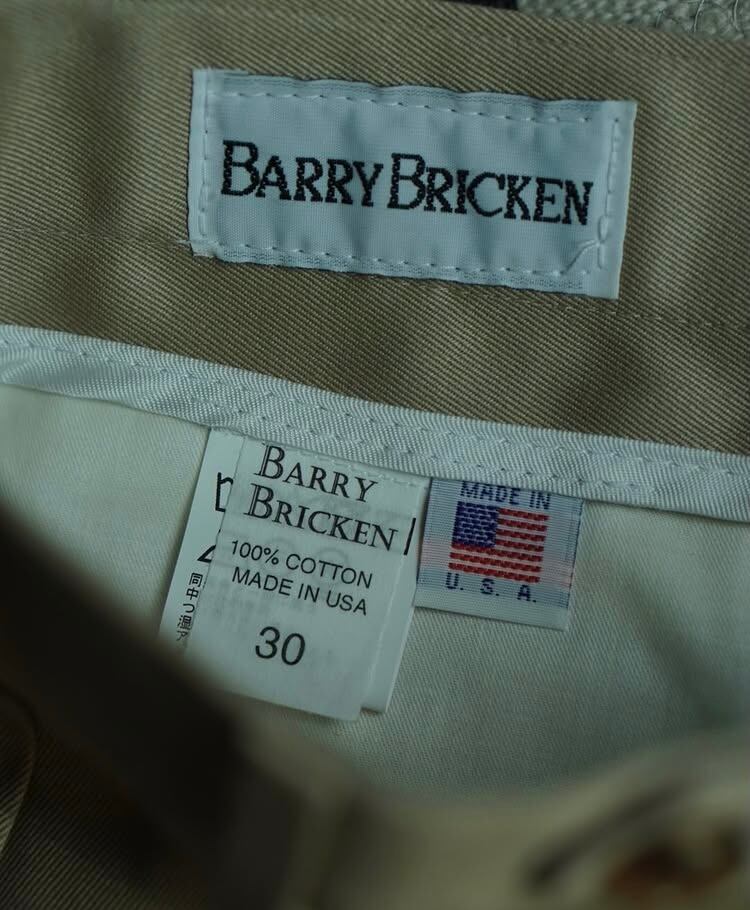 BARRY BRICKEN
BARRY
BRICKEN
100% COTTON
MADE IN USA
30
MADE IN
U. S. A.